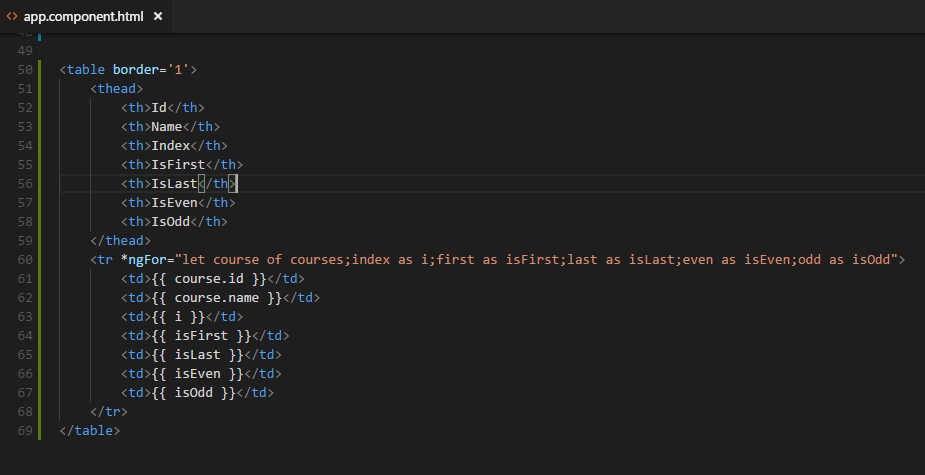 <> app.component.html ×
48
49
50 <table border='1'>
51 <thead>
52 <th>Id</th>
53 <th>Name</th>
54 <th>Index</th>
55 <th>IsFirst</th>
56 <th>IsLast</th>
57 <th>IsEven</th>
58 <th>IsOdd</th>
59 </thead>
60 <tr *ngFor="let course of courses;index as i;first as isFirst;last as isLast;even as isEven;odd as isOdd">
61 <td>{{ course.id }}</td>
62 <td>{{ course.name }}</td>
63 <td>{{ i }}</td>
64 <td>{{ isFirst }}</td>
65 <td>{{ isLast }}</td>
66 <td>{{ isEven }}</td>
67 <td>{{ isOdd }}</td>
68 </tr>
69 </table>